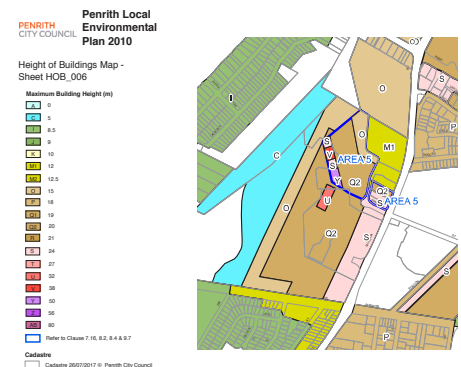 PENRITH
CITY COUNCIL
Penrith Local
Environmental
Plan 2010
Height of Buildings Map -
Sheet HOB_006
Maximum Building Height (m)
A 0
C 5
I 8.5
J 9
K 10
M1 12
M2 12.5
O 15
P 18
Q1 19
Q2 20
R 21
S 24
T 27
U 32
V 38
Y 50
Z 56
AB 80
Refer to Clause 7.16, 8.2, 8.4 & 9.7
Cadastre
Cadastre 26/07/2017 © Penrith City Council
I
O
S
P
O
M1
S
V
S
AREA 5
C
Y
Q2
Q2
S
AREA 5
U
O
Q2
S
S
P